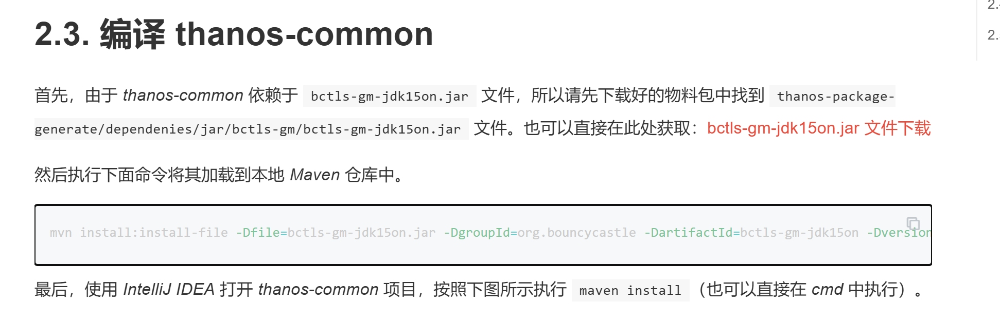 2.3. 编译 thanos-common
首先，由于 thanos-common 依赖于 bctls-gm-jdk15on.jar 文件，所以请先下载好的物料包中找到 thanos-package-
generate/dependenies/jar/bctls-gm/bctls-gm-jdk15on.jar 文件。也可以直接在此处获取：bctls-gm-jdk15on.jar 文件下载
然后执行下面命令将其加载到本地 Maven 仓库中。
mvn install:install-file -Dfile=bctls-gm-jdk15on.jar -DgroupId=org.bouncycastle -DartifactId=bctls-gm-jdk15on -Dversion
最后，使用 IntelliJ IDEA 打开 thanos-common 项目，按照下图所示执行 maven install（也可以直接在 cmd 中执行）。